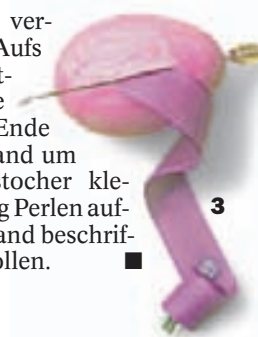 ver-
Aufs
t-
e
Ende
and um
stocher kle-
g Perlen auf-
and beschrif-
ollen. ■
3